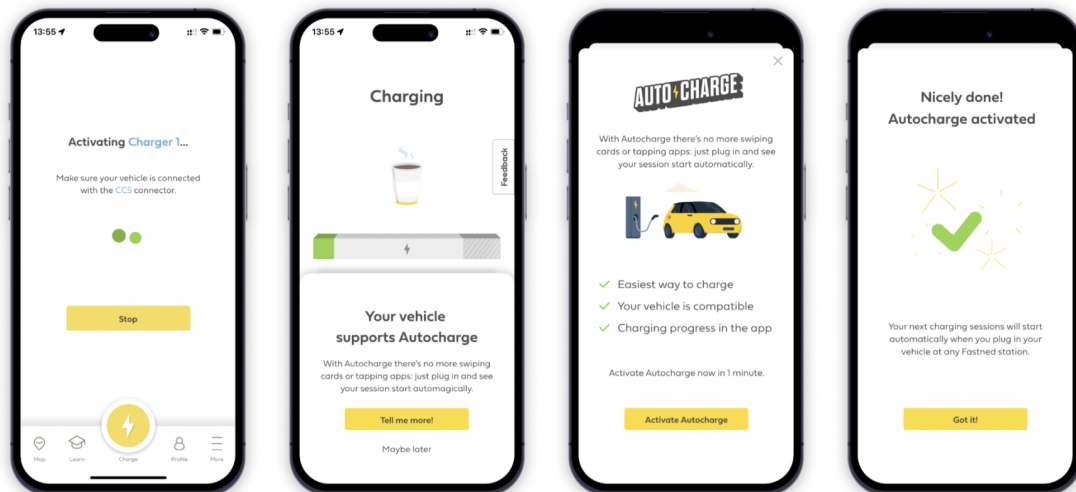 13:55
Activating Charger 1...
Make sure your vehicle is connected
with the CCS connector.
Stop
Map
Learn
Charge
Profile
More
13:55
Charging
Feedback
Your vehicle
supports Autocharge
With Autocharge there's no more swiping
cards or tapping apps: just plug in and see
your session start automagically.
Tell me more!
Maybe later
AUTO CHARGE
With Autocharge there's no more swiping
cards or tapping apps: just plug in and see
your session start automatically.
Easiest way to charge
Your vehicle is compatible
Charging progress in the app
Activate Autocharge now in 1 minute.
Activate Autocharge
Nicely done!
Autocharge activated
Your next charging sessions will start
automatically when you plug in your
vehicle at any Fastned station.
Got it!